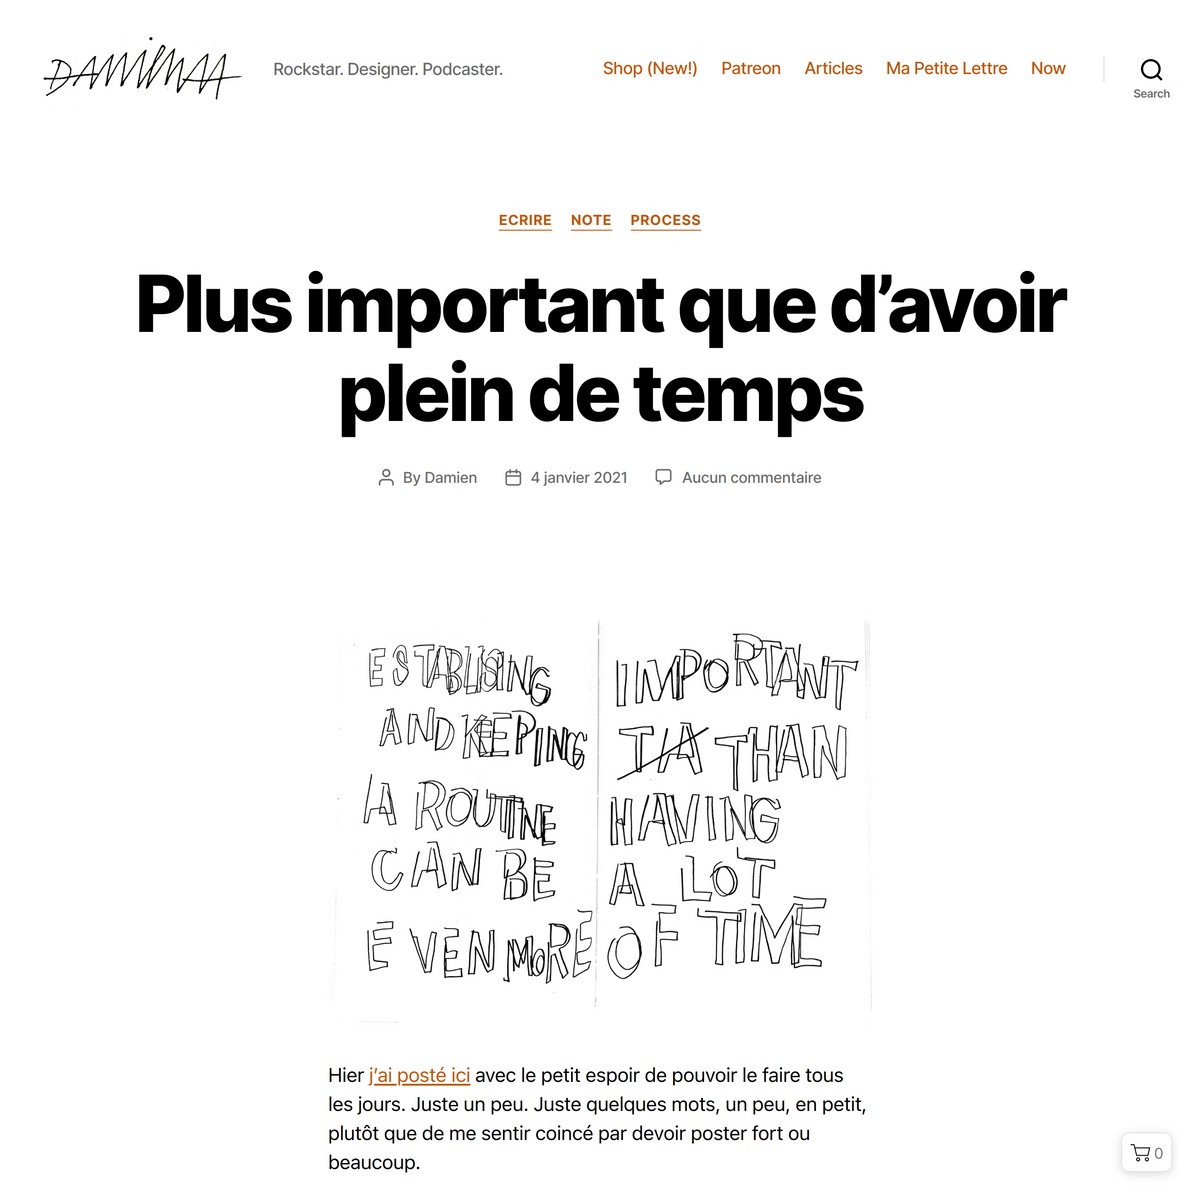 DAMIMAA
Rockstar. Designer. Podcaster.
Shop (New!) Patreon Articles Ma Petite Lettre Now
Search
ECRIRE NOTE PROCESS
Plus important que d’avoir
plein de temps
By Damien 4 janvier 2021 Aucun commentaire
ESTABLISING
AND KEEPING
A ROUTINE
CAN BE
EVEN MORE
IMPORTANT
TA THAN
HAVING
A LOT
OF TIME
Hier j’ai posté ici avec le petit espoir de pouvoir le faire tous
les jours. Juste un peu. Juste quelques mots, un peu, en petit,
plutôt que de me sentir coincé par devoir poster fort ou
beaucoup.
0